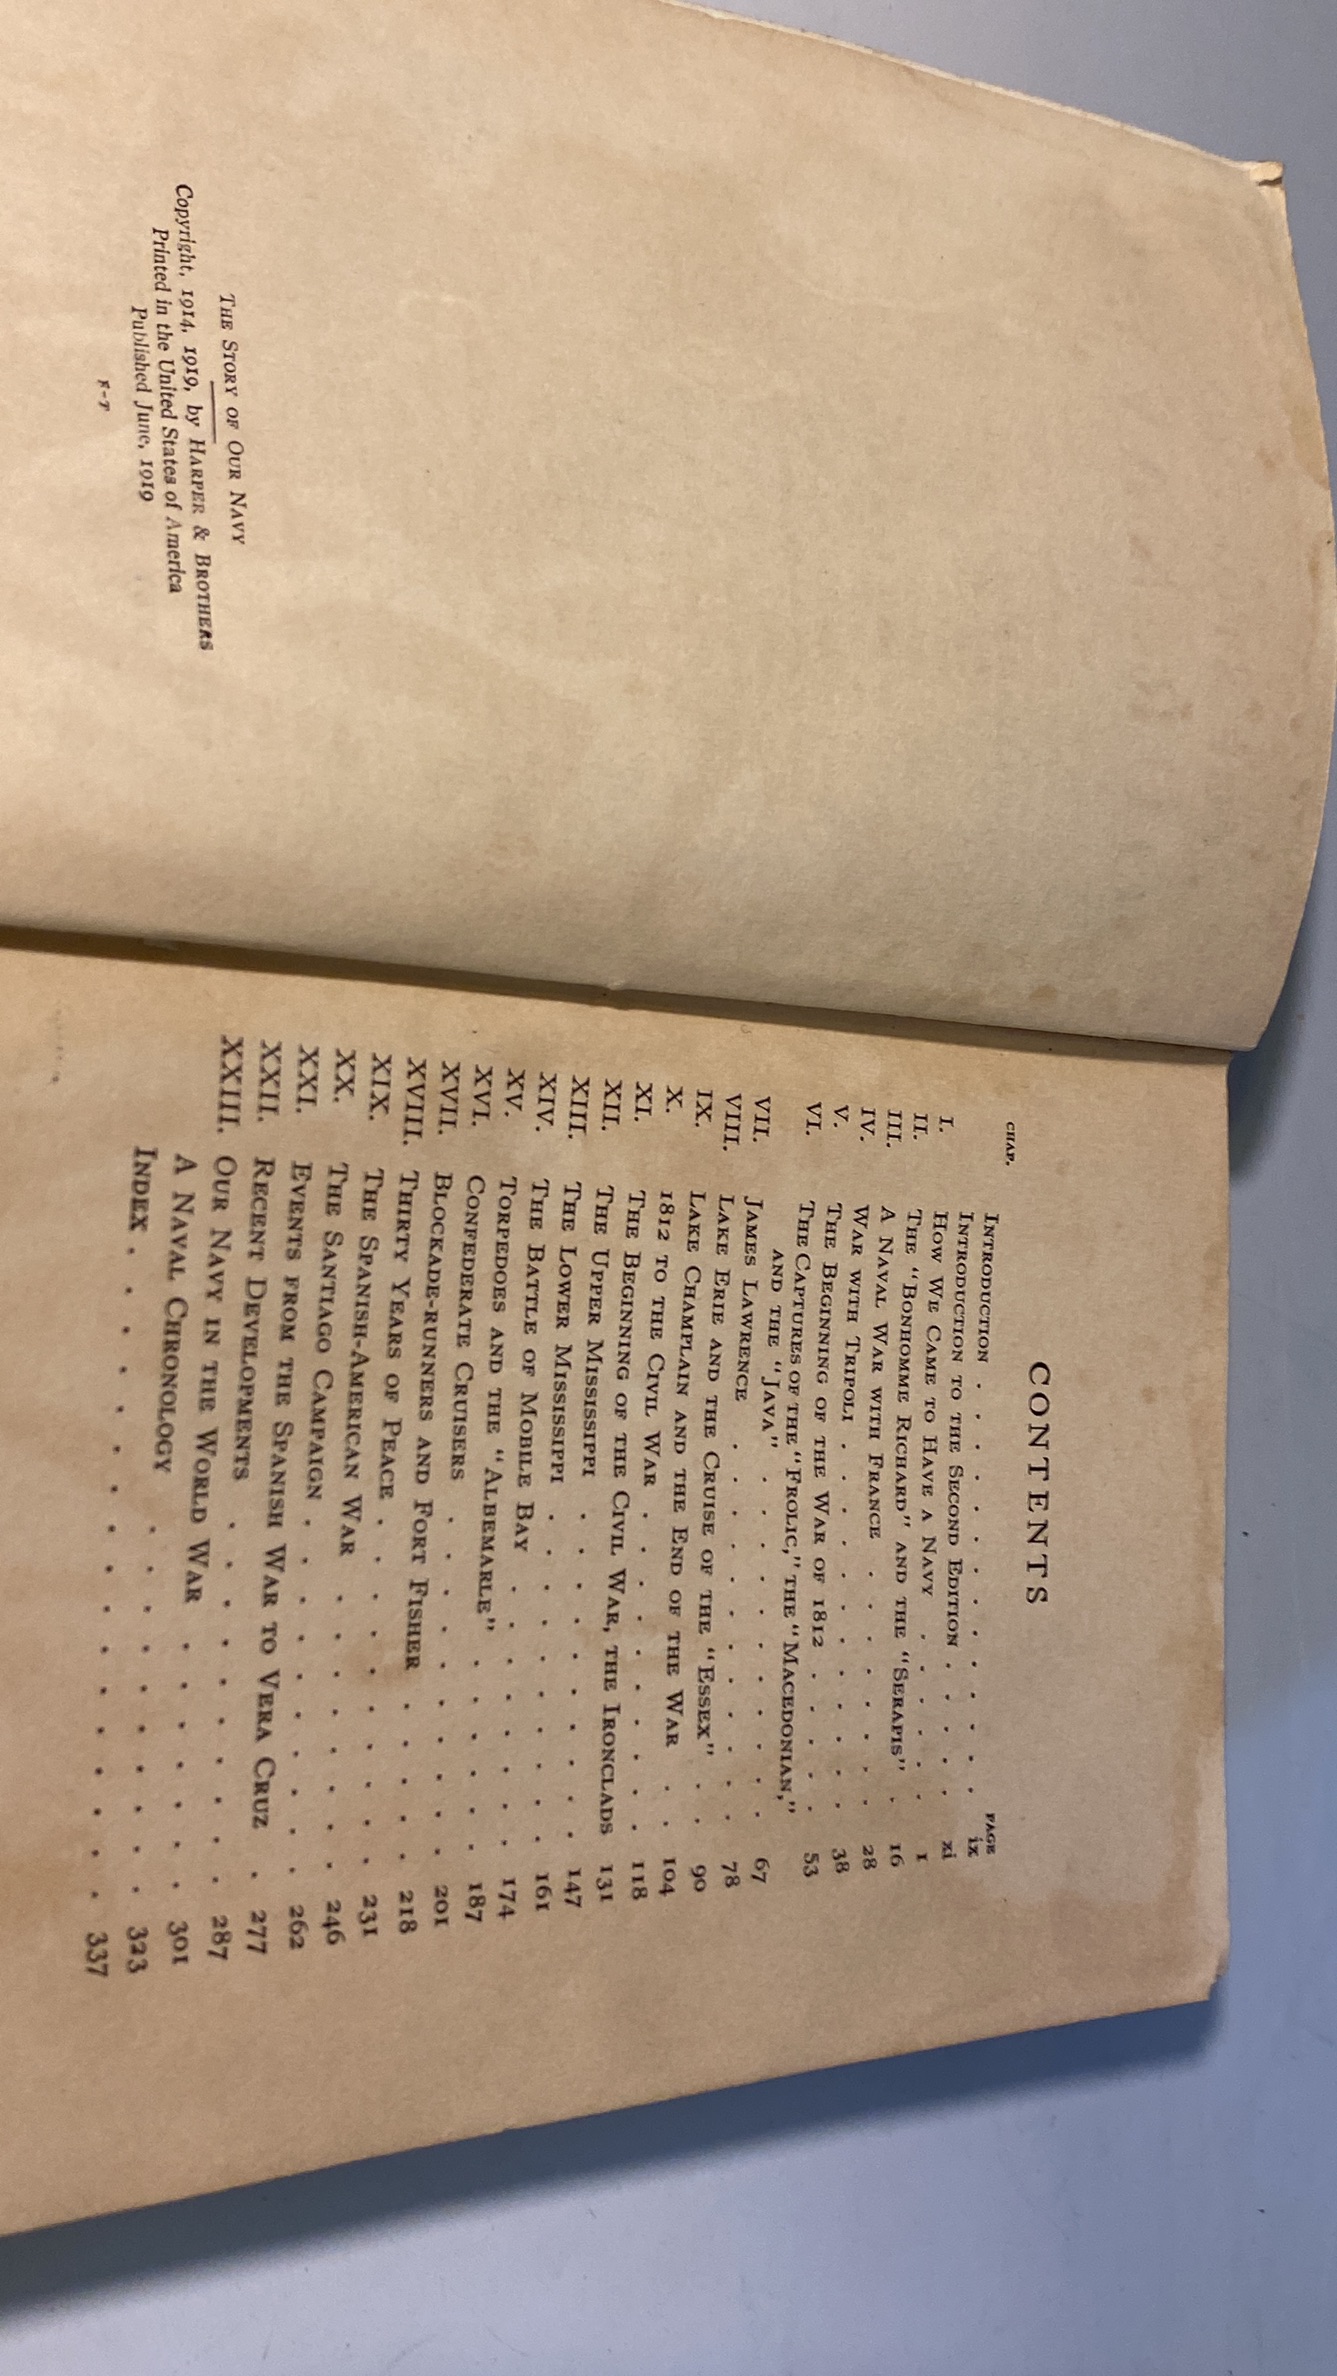 THE STORY OF OUR NAVY
Copyright, 1914, 1919, by HARPER & BROTHERS
Printed in the United States of America
Published June, 1919
F-T
CONTENTS
CHAP. PAGE
INTRODUCTION . . . . . . . . . . . ix
INTRODUCTION TO THE SECOND EDITION . . . . . xi
I. HOW WE CAME TO HAVE A NAVY . . . . . 1
II. THE "BONHOMME RICHARD" AND THE "SERAPIS" . 16
III. A NAVAL WAR WITH FRANCE . . . . . . 28
IV. WAR WITH TRIPOLI . . . . . . . . . 38
V. THE BEGINNING OF THE WAR OF 1812 . . . . 53
VI. THE CAPTURES OF THE "FROLIC," THE "MACEDONIAN,"
AND THE "JAVA" . . . . . . . . 67
VII. JAMES LAWRENCE . . . . . . . . . 78
VIII. LAKE ERIE AND THE CRUISE OF THE "ESSEX" . . 90
IX. LAKE CHAMPLAIN AND THE END OF THE WAR . . 104
X. 1812 TO THE CIVIL WAR . . . . . . . 118
XI. THE BEGINNING OF THE CIVIL WAR, THE IRONCLADS 131
XII. THE UPPER MISSISSIPPI . . . . . . . 147
XIII. THE LOWER MISSISSIPPI . . . . . . . 161
XIV. THE BATTLE OF MOBILE BAY . . . . . . 174
XV. TORPEDOES AND THE "ALBEMARLE" . . . . 187
XVI. CONFEDERATE CRUISERS . . . . . . . 201
XVII. BLOCKADE-RUNNERS AND FORT FISHER . . . . 218
XVIII. THIRTY YEARS OF PEACE . . . . . . . 231
XIX. THE SPANISH-AMERICAN WAR . . . . . . 246
XX. THE SANTIAGO CAMPAIGN . . . . . . . 262
XXI. EVENTS FROM THE SPANISH WAR TO VERA CRUZ . 277
XXII. RECENT DEVELOPMENTS . . . . . . . 287
XXIII. OUR NAVY IN THE WORLD WAR . . . . . 301
A NAVAL CHRONOLOGY . . . . . . . 323
INDEX . . . . . . . . . . . . . 337